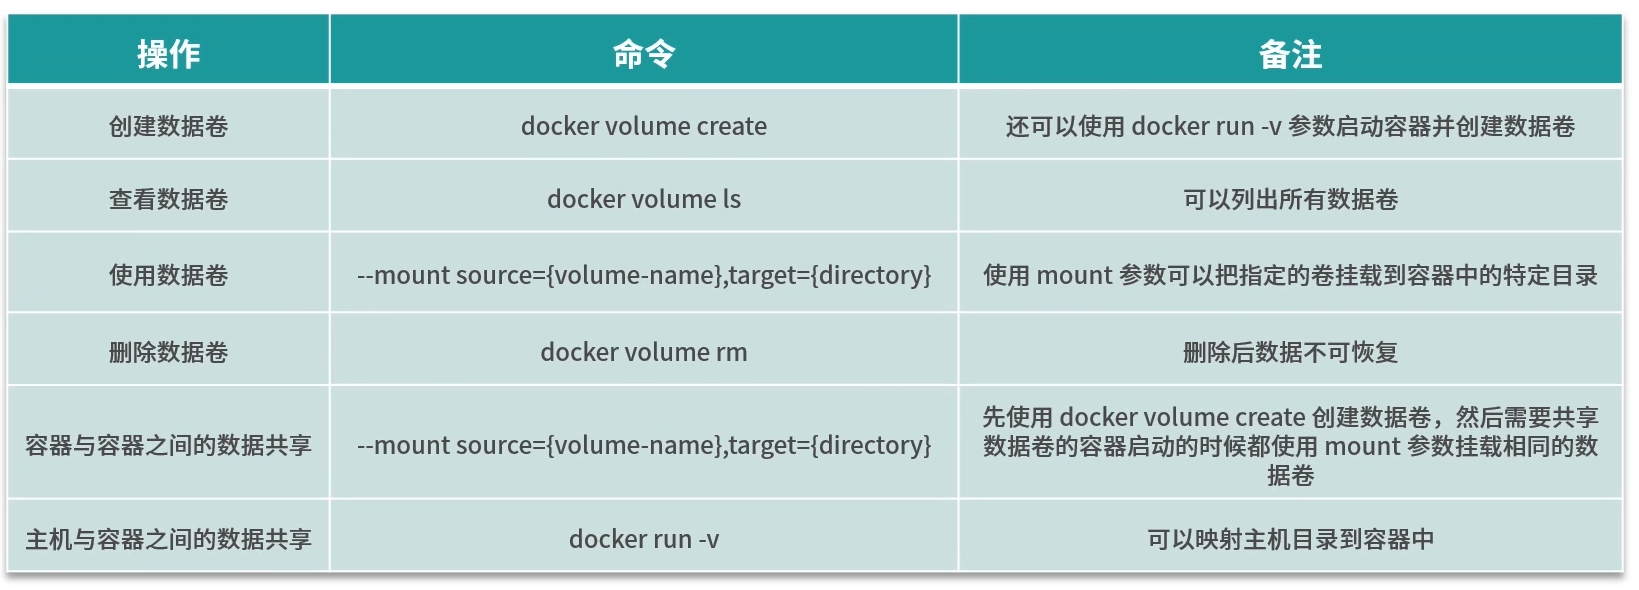 操作
命令
备注
创建数据卷
docker volume create
还可以使用 docker run -v 参数启动容器并创建数据卷
查看数据卷
docker volume ls
可以列出所有数据卷
使用数据卷
--mount source={volume-name},target={directory}
使用 mount 参数可以把指定的卷挂载到容器中的特定目录
删除数据卷
docker volume rm
删除后数据不可恢复
容器与容器之间的数据共享
--mount source={volume-name},target={directory}
先使用 docker volume create 创建数据卷，然后需要共享
数据卷的容器启动的时候都使用 mount 参数挂载相同的数
据卷
主机与容器之间的数据共享
docker run -v
可以映射主机目录到容器中